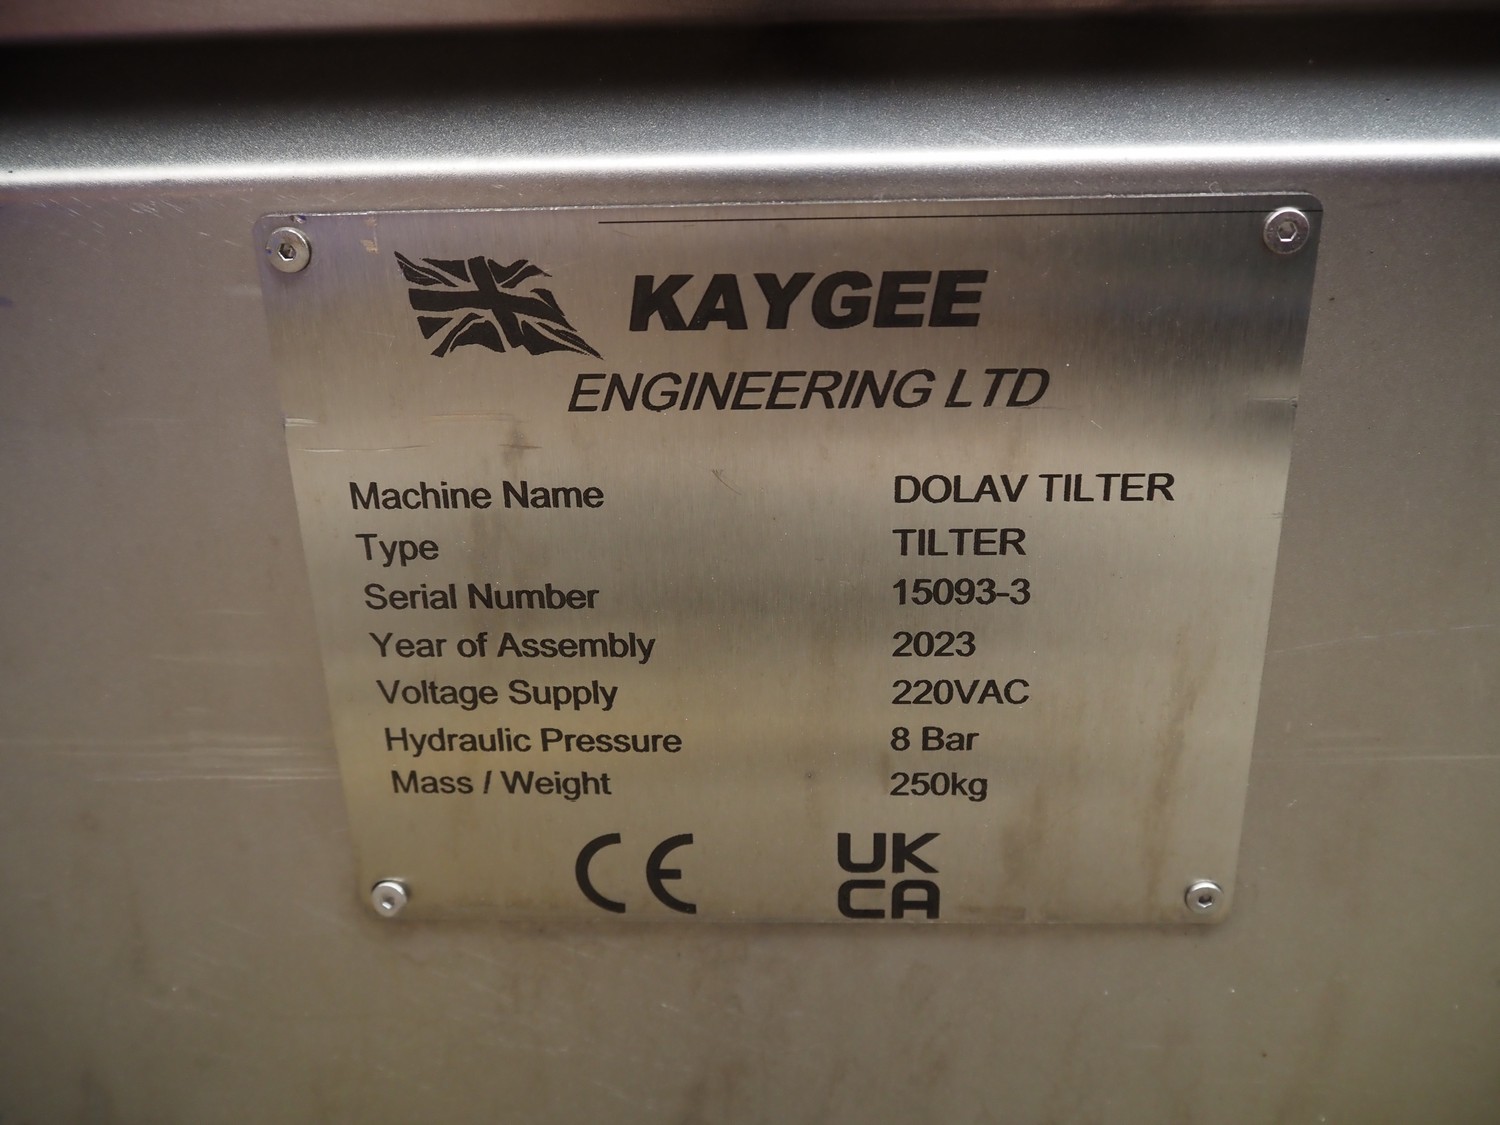 KAYGEE
ENGINEERING LTD
Machine Name DOLAV TILTER
Type TILTER
Serial Number 15093-3
Year of Assembly 2023
Voltage Supply 220VAC
Hydraulic Pressure 8 Bar
Mass / Weight 250kg
CE UK
CA